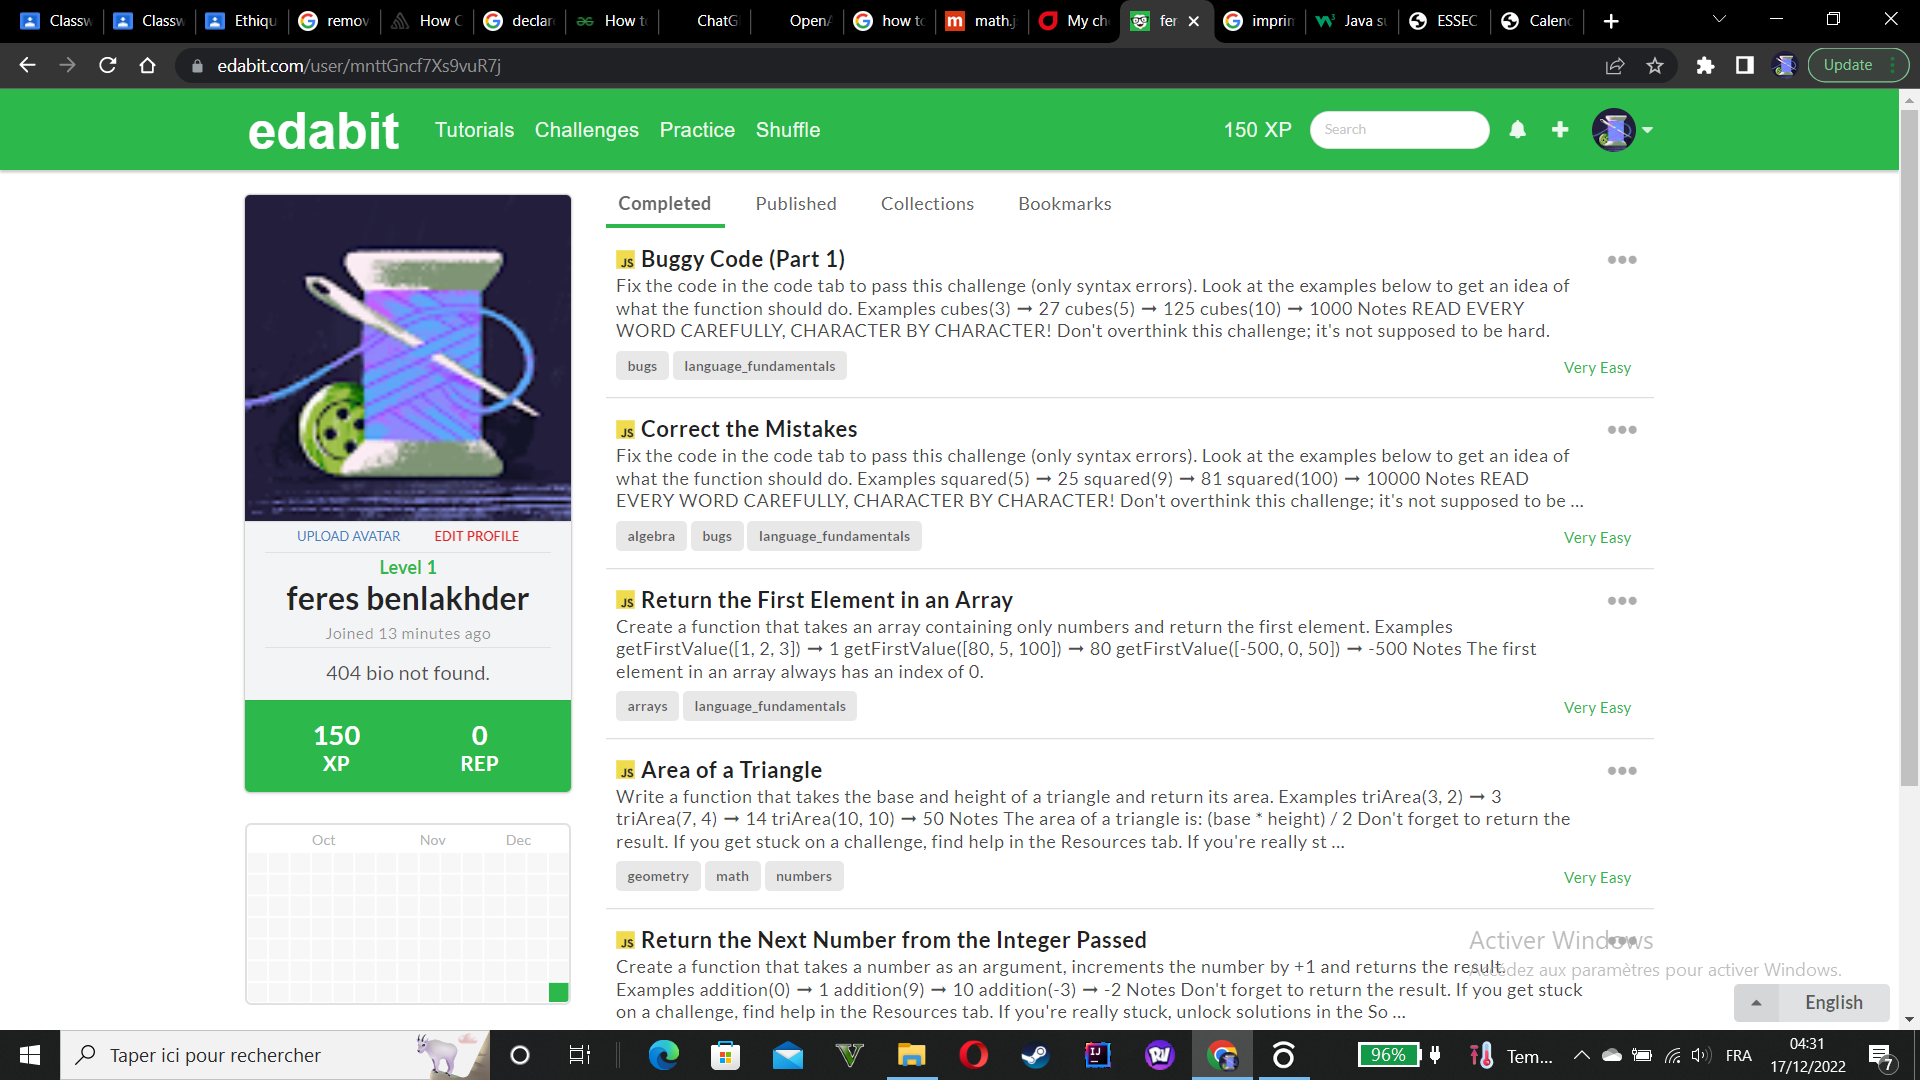 Classw
Classw
Ethiqu
remov
How C
declare
How to
ChatG
OpenA
how to
math.j
My ch
fer
imprim
Java su
ESSEC
Calend
edabit.com/user/mnttGncf7Xs9vuR7j
Update
edabit
Tutorials
Challenges
Practice
Shuffle
150 XP
Search
Completed
Published
Collections
Bookmarks
JS Buggy Code (Part 1)
Fix the code in the code tab to pass this challenge (only syntax errors). Look at the examples below to get an idea of
what the function should do. Examples cubes(3) ➞ 27 cubes(5) ➞ 125 cubes(10) ➞ 1000 Notes READ EVERY
WORD CAREFULLY, CHARACTER BY CHARACTER! Don't overthink this challenge; it's not supposed to be hard.
bugs
language_fundamentals
Very Easy
JS Correct the Mistakes
Fix the code in the code tab to pass this challenge (only syntax errors). Look at the examples below to get an idea of
what the function should do. Examples squared(5) ➞ 25 squared(9) ➞ 81 squared(100) ➞ 10000 Notes READ
EVERY WORD CAREFULLY, CHARACTER BY CHARACTER! Don't overthink this challenge; it's not supposed to be ...
algebra
bugs
language_fundamentals
Very Easy
JS Return the First Element in an Array
Create a function that takes an array containing only numbers and return the first element. Examples
getFirstValue([1, 2, 3]) ➞ 1 getFirstValue([80, 5, 100]) ➞ 80 getFirstValue([-500, 0, 50]) ➞ -500 Notes The first
element in an array always has an index of 0.
arrays
language_fundamentals
Very Easy
JS Area of a Triangle
Write a function that takes the base and height of a triangle and return its area. Examples triArea(3, 2) ➞ 3
triArea(7, 4) ➞ 14 triArea(10, 10) ➞ 50 Notes The area of a triangle is: (base * height) / 2 Don't forget to return the
result. If you get stuck on a challenge, find help in the Resources tab. If you're really st ...
geometry
math
numbers
Very Easy
JS Return the Next Number from the Integer Passed
Create a function that takes a number as an argument, increments the number by +1 and returns the result.
Examples addition(0) ➞ 1 addition(9) ➞ 10 addition(-3) ➞ -2 Notes Don't forget to return the result. If you get stuck
on a challenge, find help in the Resources tab. If you're really stuck, unlock solutions in the So ...
UPLOAD AVATAR
EDIT PROFILE
Level 1
feres benlakhder
Joined 13 minutes ago
404 bio not found.
150
XP
0
REP
Oct
Nov
Dec
Activer Windows
Accédez aux paramètres pour activer Windows.
English
Taper ici pour rechercher
96%
Tem...
FRA
04:31
17/12/2022
7